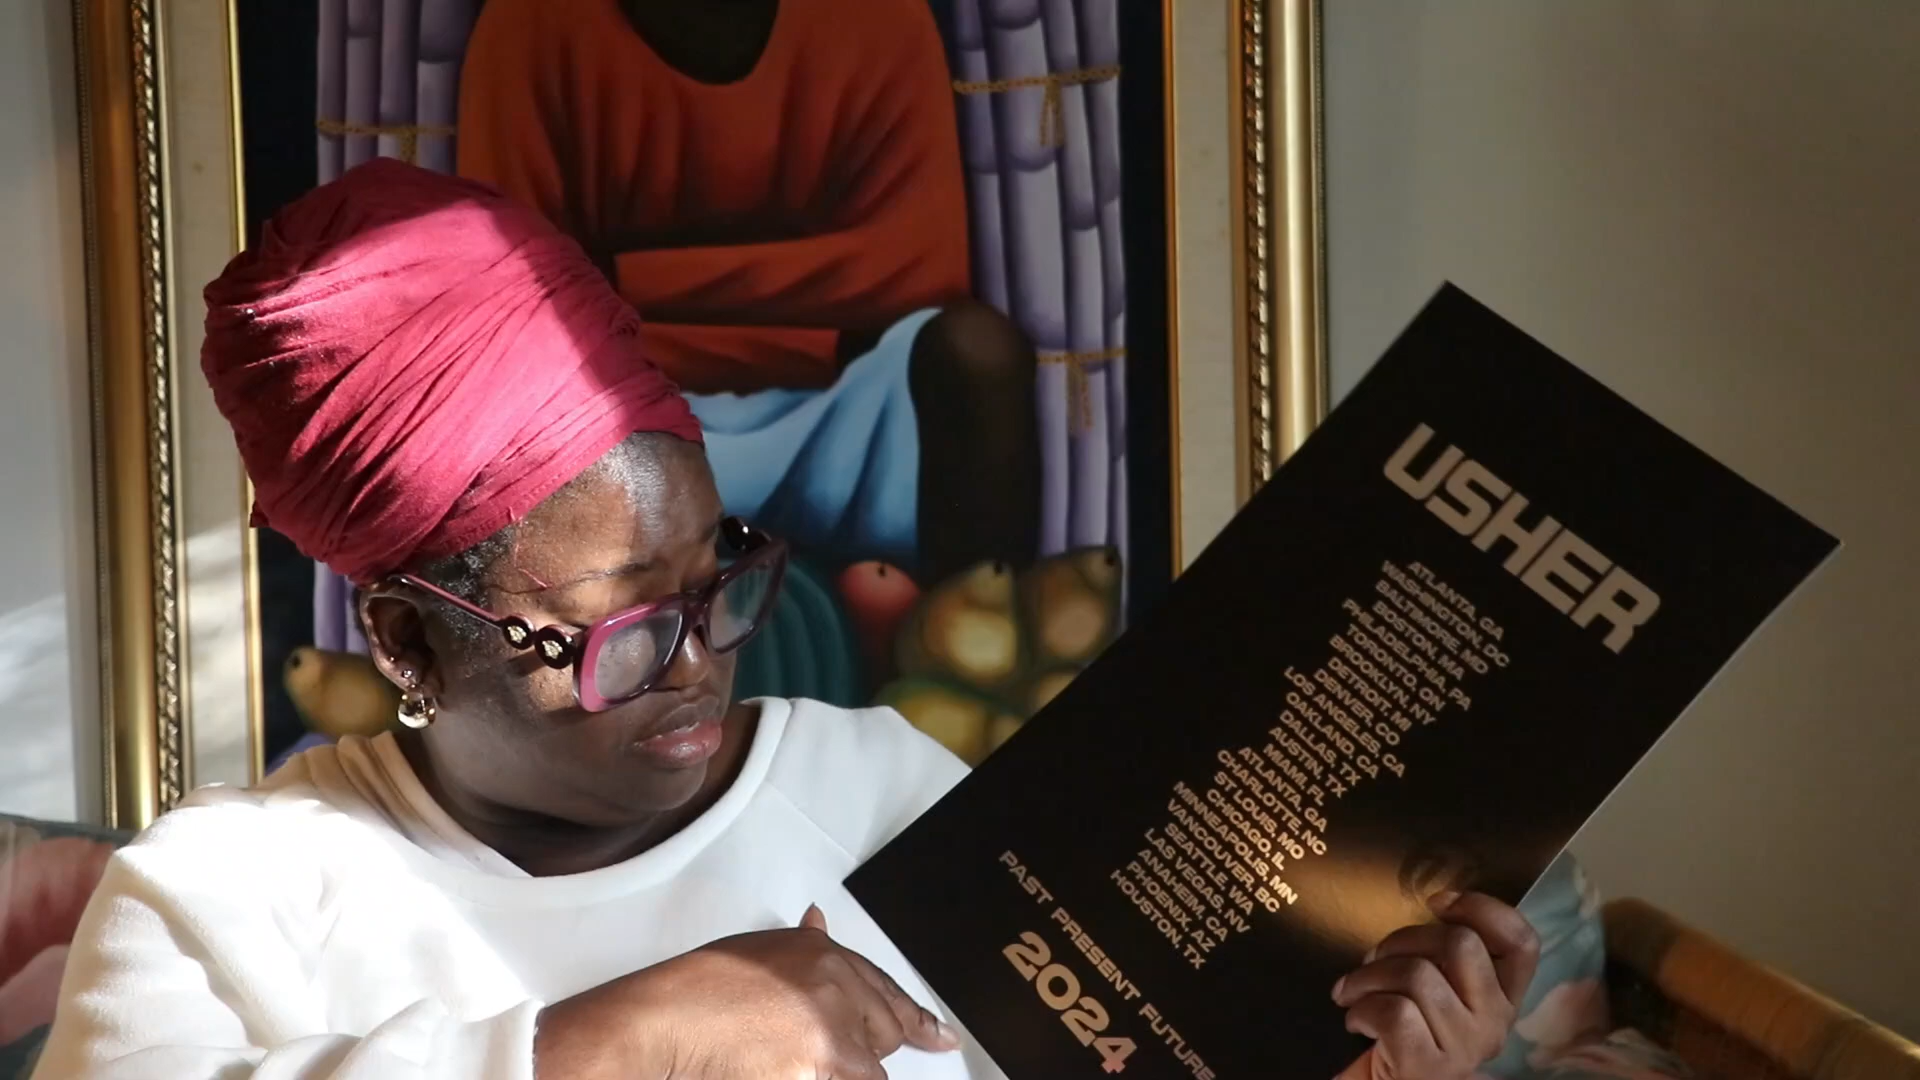 USHER
ATLANTA, GA
WASHINGTON, DC
BALTIMORE, MD
BOSTON, MA
PHILADELPHIA, PA
TORONTO, ON
BROOKLYN, NY
DETROIT, MI
DENVER, CO
LOS ANGELES, CA
OAKLAND, CA
DALLAS, TX
AUSTIN, TX
MIAMI, FL
ATLANTA, GA
CHARLOTTE, NC
ST LOUIS, MO
CHICAGO, IL
MINNEAPOLIS, MN
VANCOUVER, BC
SEATTLE, WA
LAS VEGAS, NV
ANAHEIM, CA
PHOENIX, AZ
HOUSTON, TX
PAST PRESENT FUTURE
2024